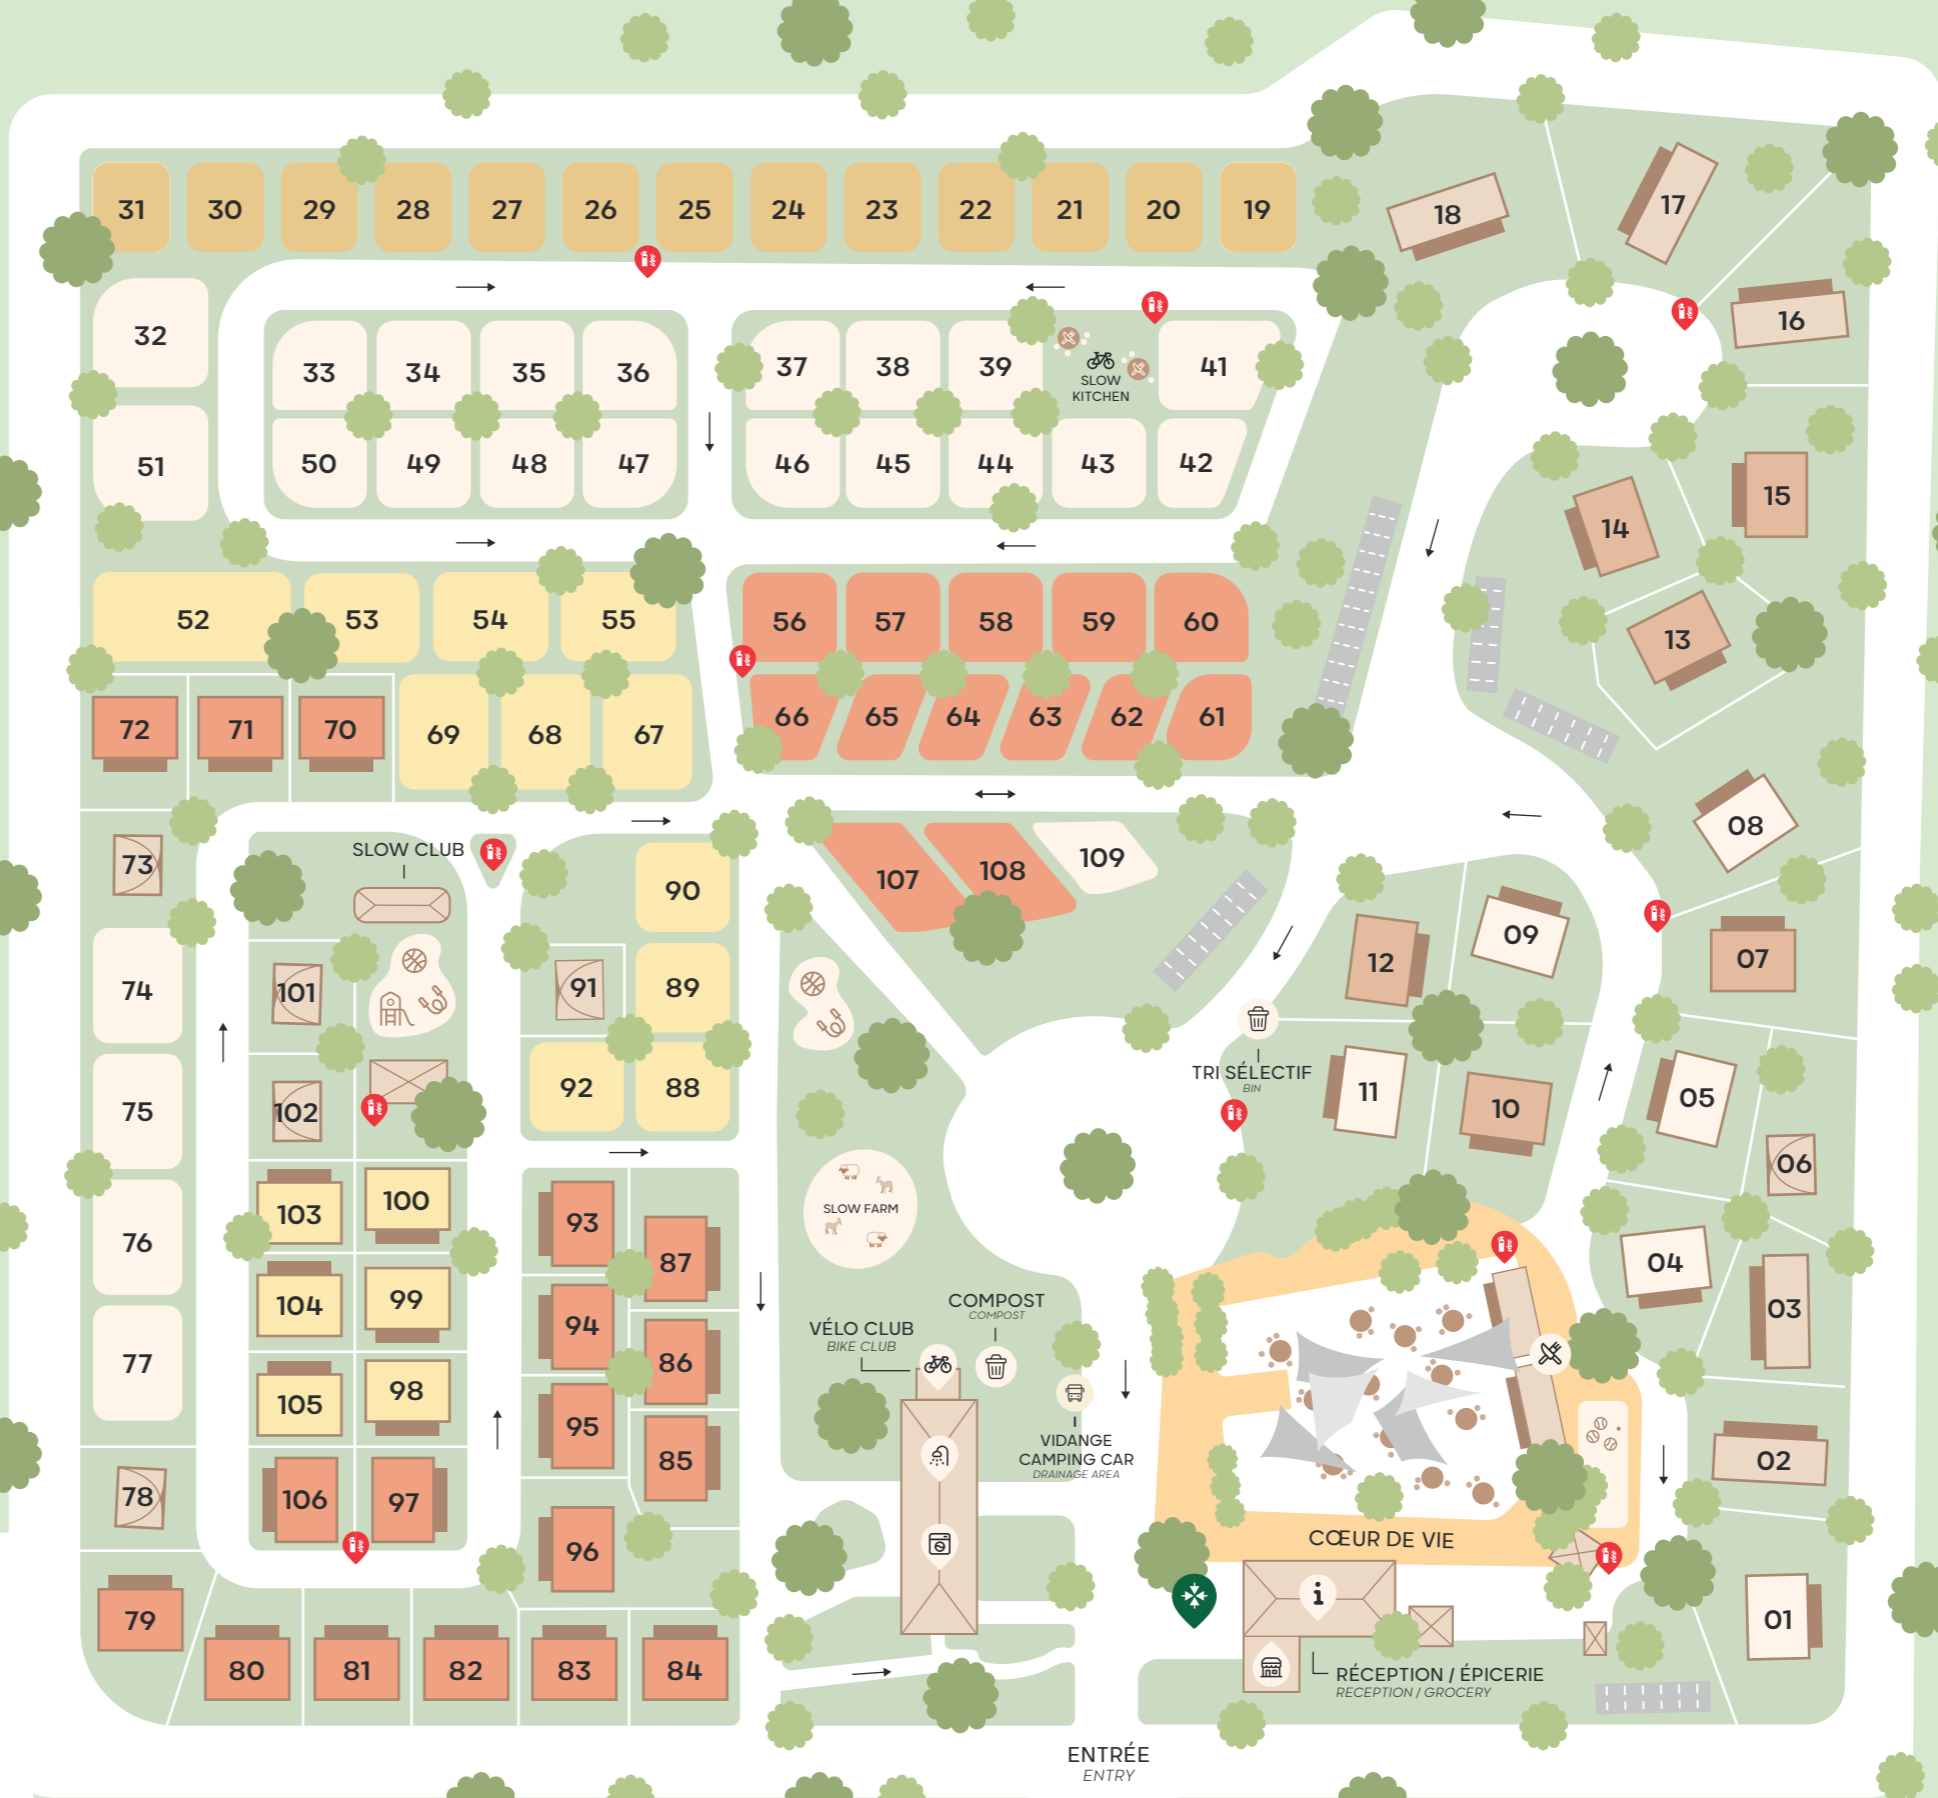 31 30 29 28 27 26 25 24 23 22 21 20 19
18
17
16
32
33 34 35 36
37 38 39
SLOW
KITCHEN
41
51
50 49 48 47
46 45 44 43 42
15
14
13
52 53 54 55
56 57 58 59 60
72 71 70 69 68 67
66 65 64 63 62 61
08
73
SLOW CLUB
90
107 108 109
12
09
07
74
101
91
89
TRI SÉLECTIF
BIN
75
102
92 88
11
10
05
06
76
103 100
93
87
SLOW FARM
04
03
104 99
94
86
COMPOST
COMPOST
VÉLO CLUB
BIKE CLUB
77
105 98
95
85
VIDANGE
CAMPING CAR
DRAINAGE AREA
02
78
106 97
96
CŒUR DE VIE
i
01
79
80 81 82 83 84
RÉCEPTION / ÉPICERIE
RECEPTION / GROCERY
ENTRÉE
ENTRY